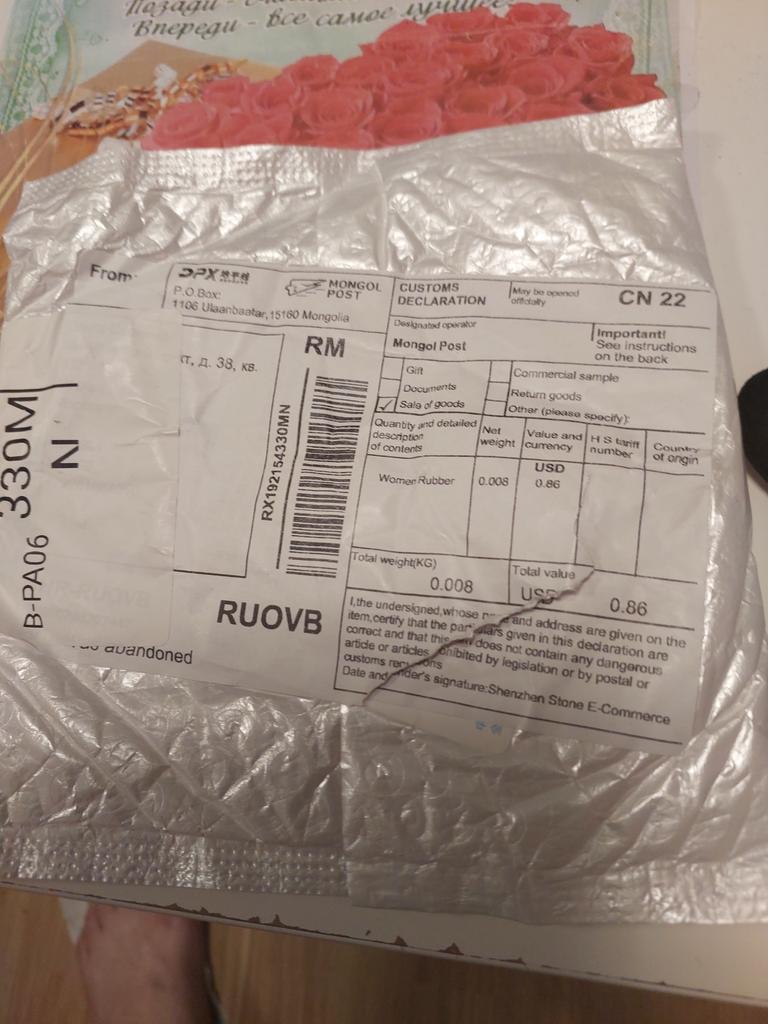 Позади -
Впереди - все самое лучшее
From:
DPX
MONGOL
POST
P.O.Box:
1106 Ulaanbaatar, 15160 Mongolia
кт, д. 38, кв.
RM
RX192154330MN
330M
N
B-PA06
RUOVB
abandoned
CUSTOMS
DECLARATION
May be opened
officially
CN 22
Designated operator
Mongol Post
Important!
See instructions
on the back
Gift
Documents
✓ Sale of goods
Commercial sample
Return goods
Other (please specify):
Quantity and detailed
description
of contents
Net
weight
Value and
currency
H S tariff
number
Country
of origin
USD
Women Rubber 0.008 0.86
Total weight(KG)
0.008
Total value
USD 0.86
I,the undersigned,whose and address are given on the
item,certify that the given in this declaration are
correct and that this does not contain any dangerous
article or articles by legislation or by postal or
customs
Date and signature:Shenzhen Stone E-Commerce